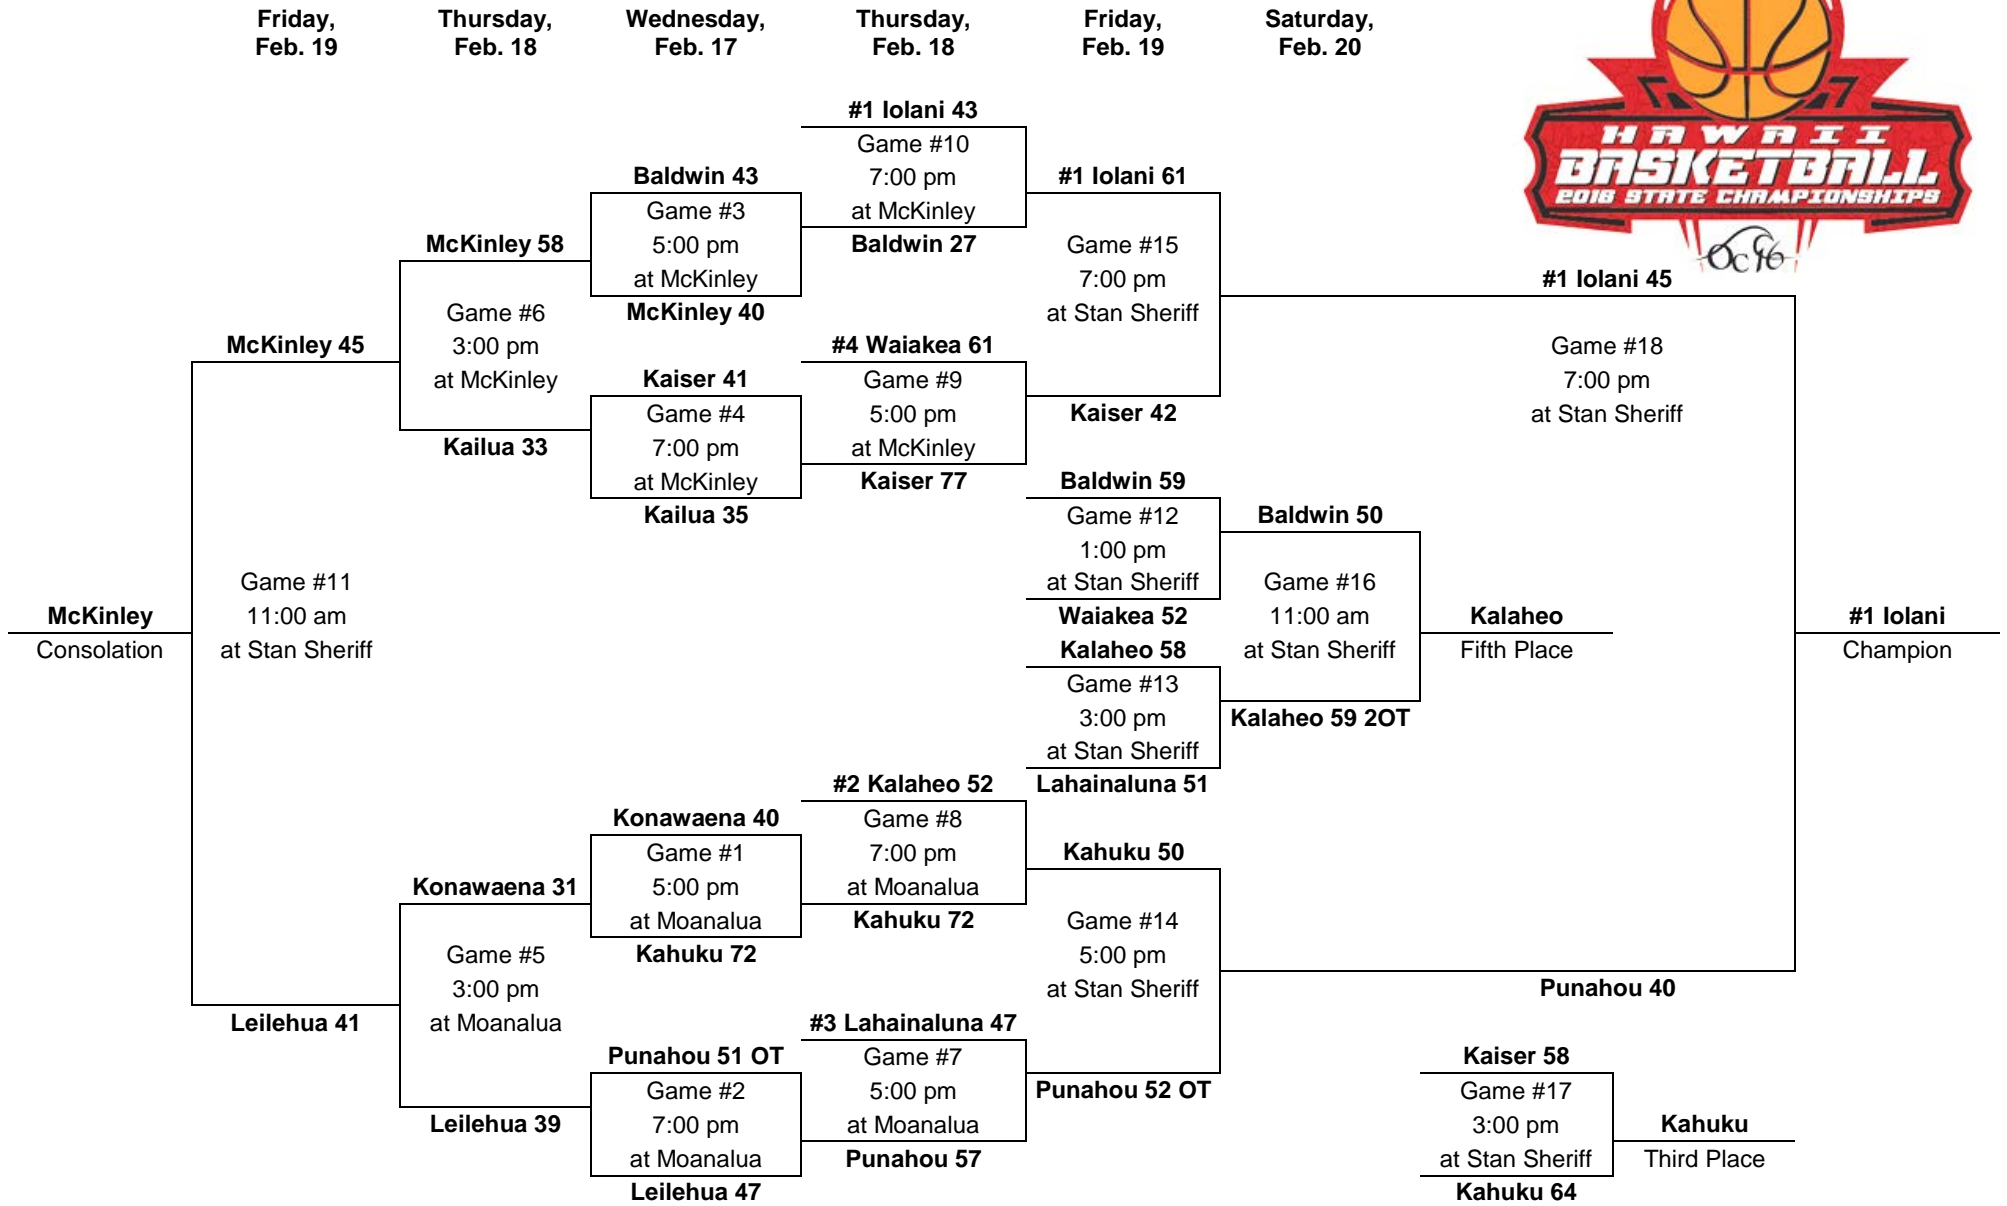 Friday,
Feb. 19
Thursday,
Feb. 18
Wednesday,
Feb. 17
Thursday,
Feb. 18
Friday,
Feb. 19
Saturday,
Feb. 20
HAWAII
BASKETBALL
2016 STATE CHAMPIONSHIPS
OC16
McKinley
Consolation
McKinley 45
Game #11
11:00 am
at Stan Sheriff
Leilehua 41
McKinley 58
Game #6
3:00 pm
at McKinley
Kailua 33
Konawaena 31
Game #5
3:00 pm
at Moanalua
Leilehua 39
Baldwin 43
Game #3
5:00 pm
at McKinley
McKinley 40
Kaiser 41
Game #4
7:00 pm
at McKinley
Kailua 35
Konawaena 40
Game #1
5:00 pm
at Moanalua
Kahuku 72
Punahou 51 OT
Game #2
7:00 pm
at Moanalua
Leilehua 47
#1 Iolani 43
Game #10
7:00 pm
at McKinley
Baldwin 27
#4 Waiakea 61
Game #9
5:00 pm
at McKinley
Kaiser 77
#2 Kalaheo 52
Game #8
7:00 pm
at Moanalua
Kahuku 72
#3 Lahainaluna 47
Game #7
5:00 pm
at Moanalua
Punahou 57
#1 Iolani 61
Game #15
7:00 pm
at Stan Sheriff
Kaiser 42
Baldwin 59
Game #12
1:00 pm
at Stan Sheriff
Waiakea 52
Kalaheo 58
Game #13
3:00 pm
at Stan Sheriff
Lahainaluna 51
Kahuku 50
Game #14
5:00 pm
at Stan Sheriff
Punahou 52 OT
Baldwin 50
Game #16
11:00 am
at Stan Sheriff
Kalaheo 59 2OT
Kalaheo
Fifth Place
#1 Iolani 45
Game #18
7:00 pm
at Stan Sheriff
Punahou 40
Kaiser 58
Game #17
3:00 pm
at Stan Sheriff
Kahuku 64
Kahuku
Third Place
#1 Iolani
Champion